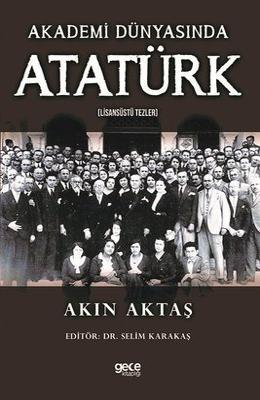 AKADEMİ DÜNYASINDA
ATATÜRK
[LİSANSÜSTÜ TEZLER]
AKIN AKTAŞ
EDİTÖR: DR. SELİM KARAKAŞ
gece
kitaplığı